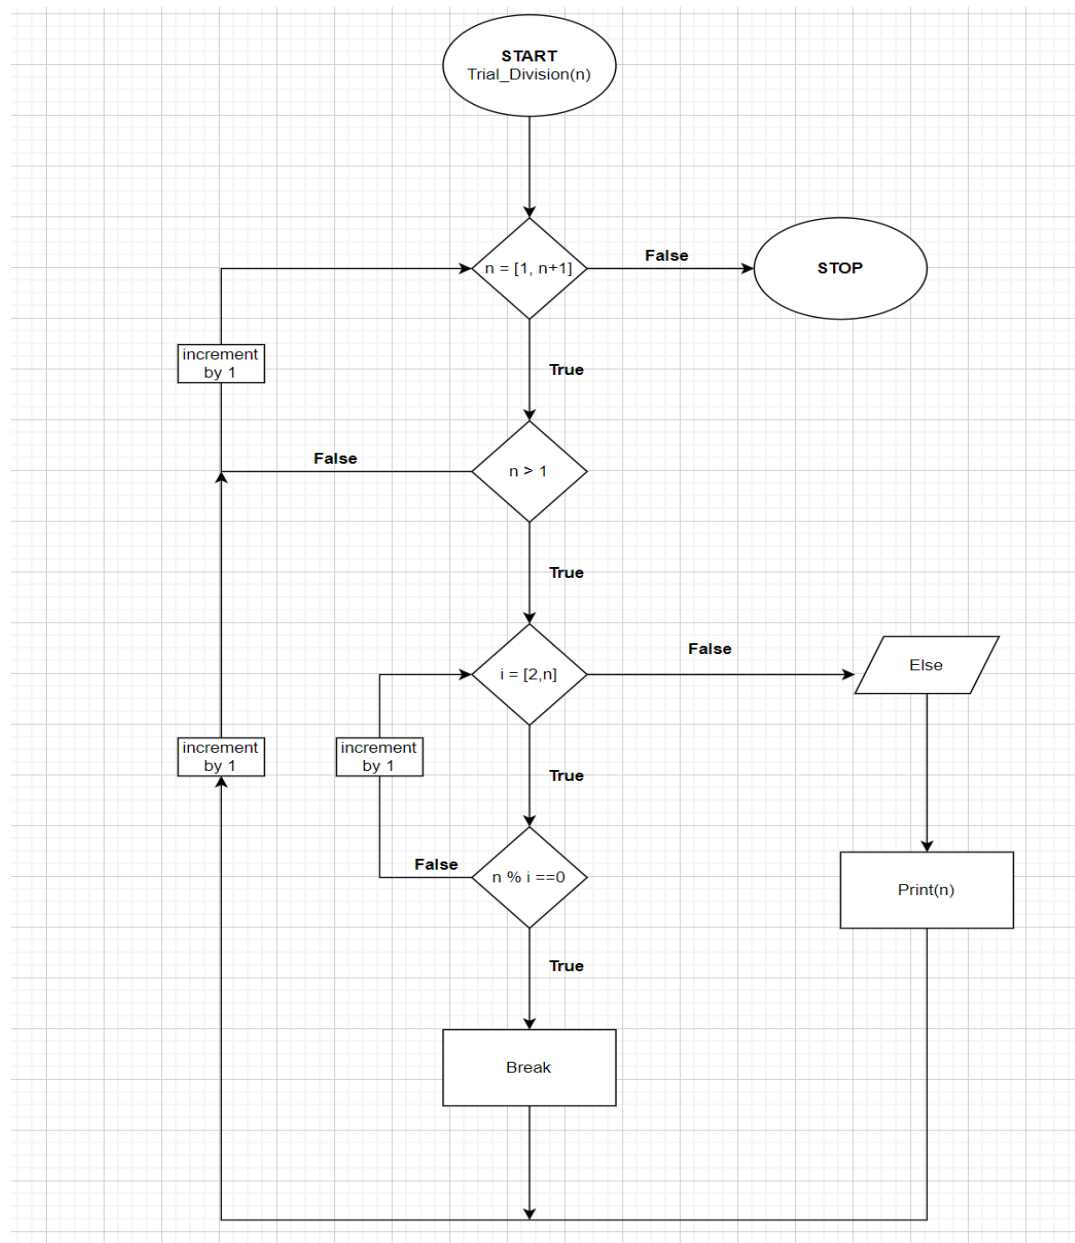 START
Trial_Division(n)
n = [1, n+1]
False
STOP
increment
by 1
True
False
n > 1
True
i = [2,n]
False
Else
increment
by 1
increment
by 1
True
False
n % i ==0
Print(n)
True
Break